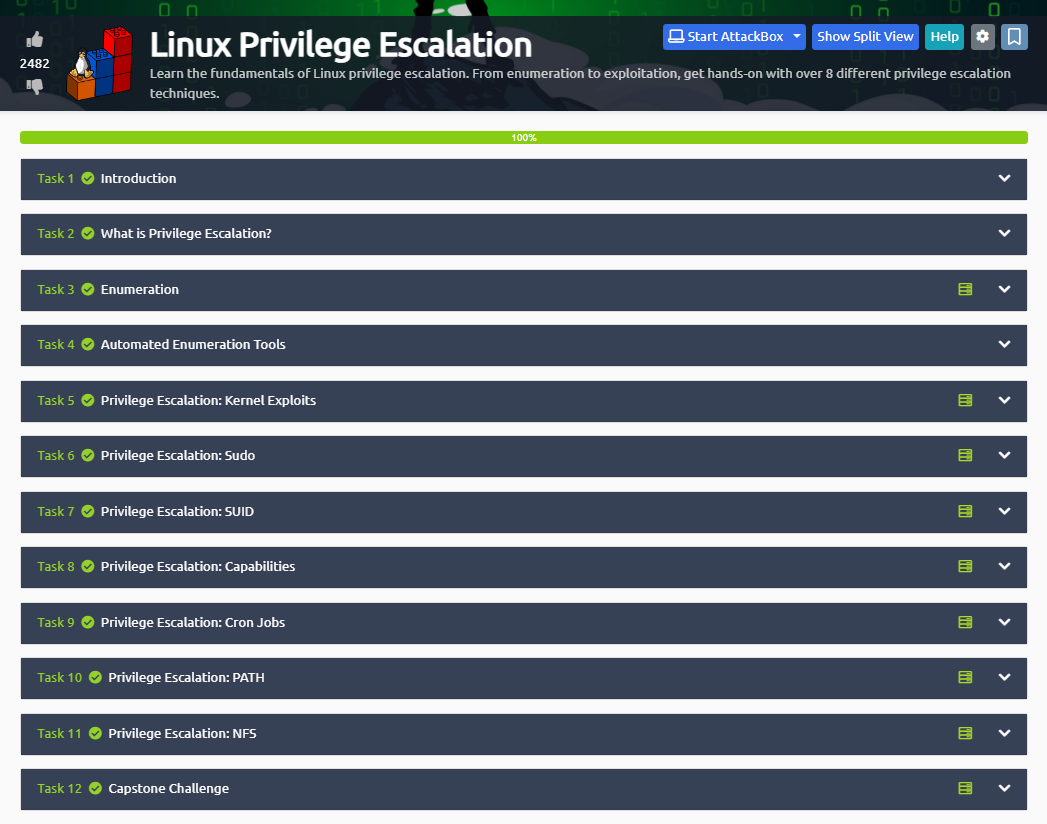 Linux Privilege Escalation
Start AttackBox
Show Split View
Help
2482
Learn the fundamentals of Linux privilege escalation. From enumeration to exploitation, get hands-on with over 8 different privilege escalation
techniques.
100%
Task 1 Introduction
Task 2 What is Privilege Escalation?
Task 3 Enumeration
Task 4 Automated Enumeration Tools
Task 5 Privilege Escalation: Kernel Exploits
Task 6 Privilege Escalation: Sudo
Task 7 Privilege Escalation: SUID
Task 8 Privilege Escalation: Capabilities
Task 9 Privilege Escalation: Cron Jobs
Task 10 Privilege Escalation: PATH
Task 11 Privilege Escalation: NFS
Task 12 Capstone Challenge